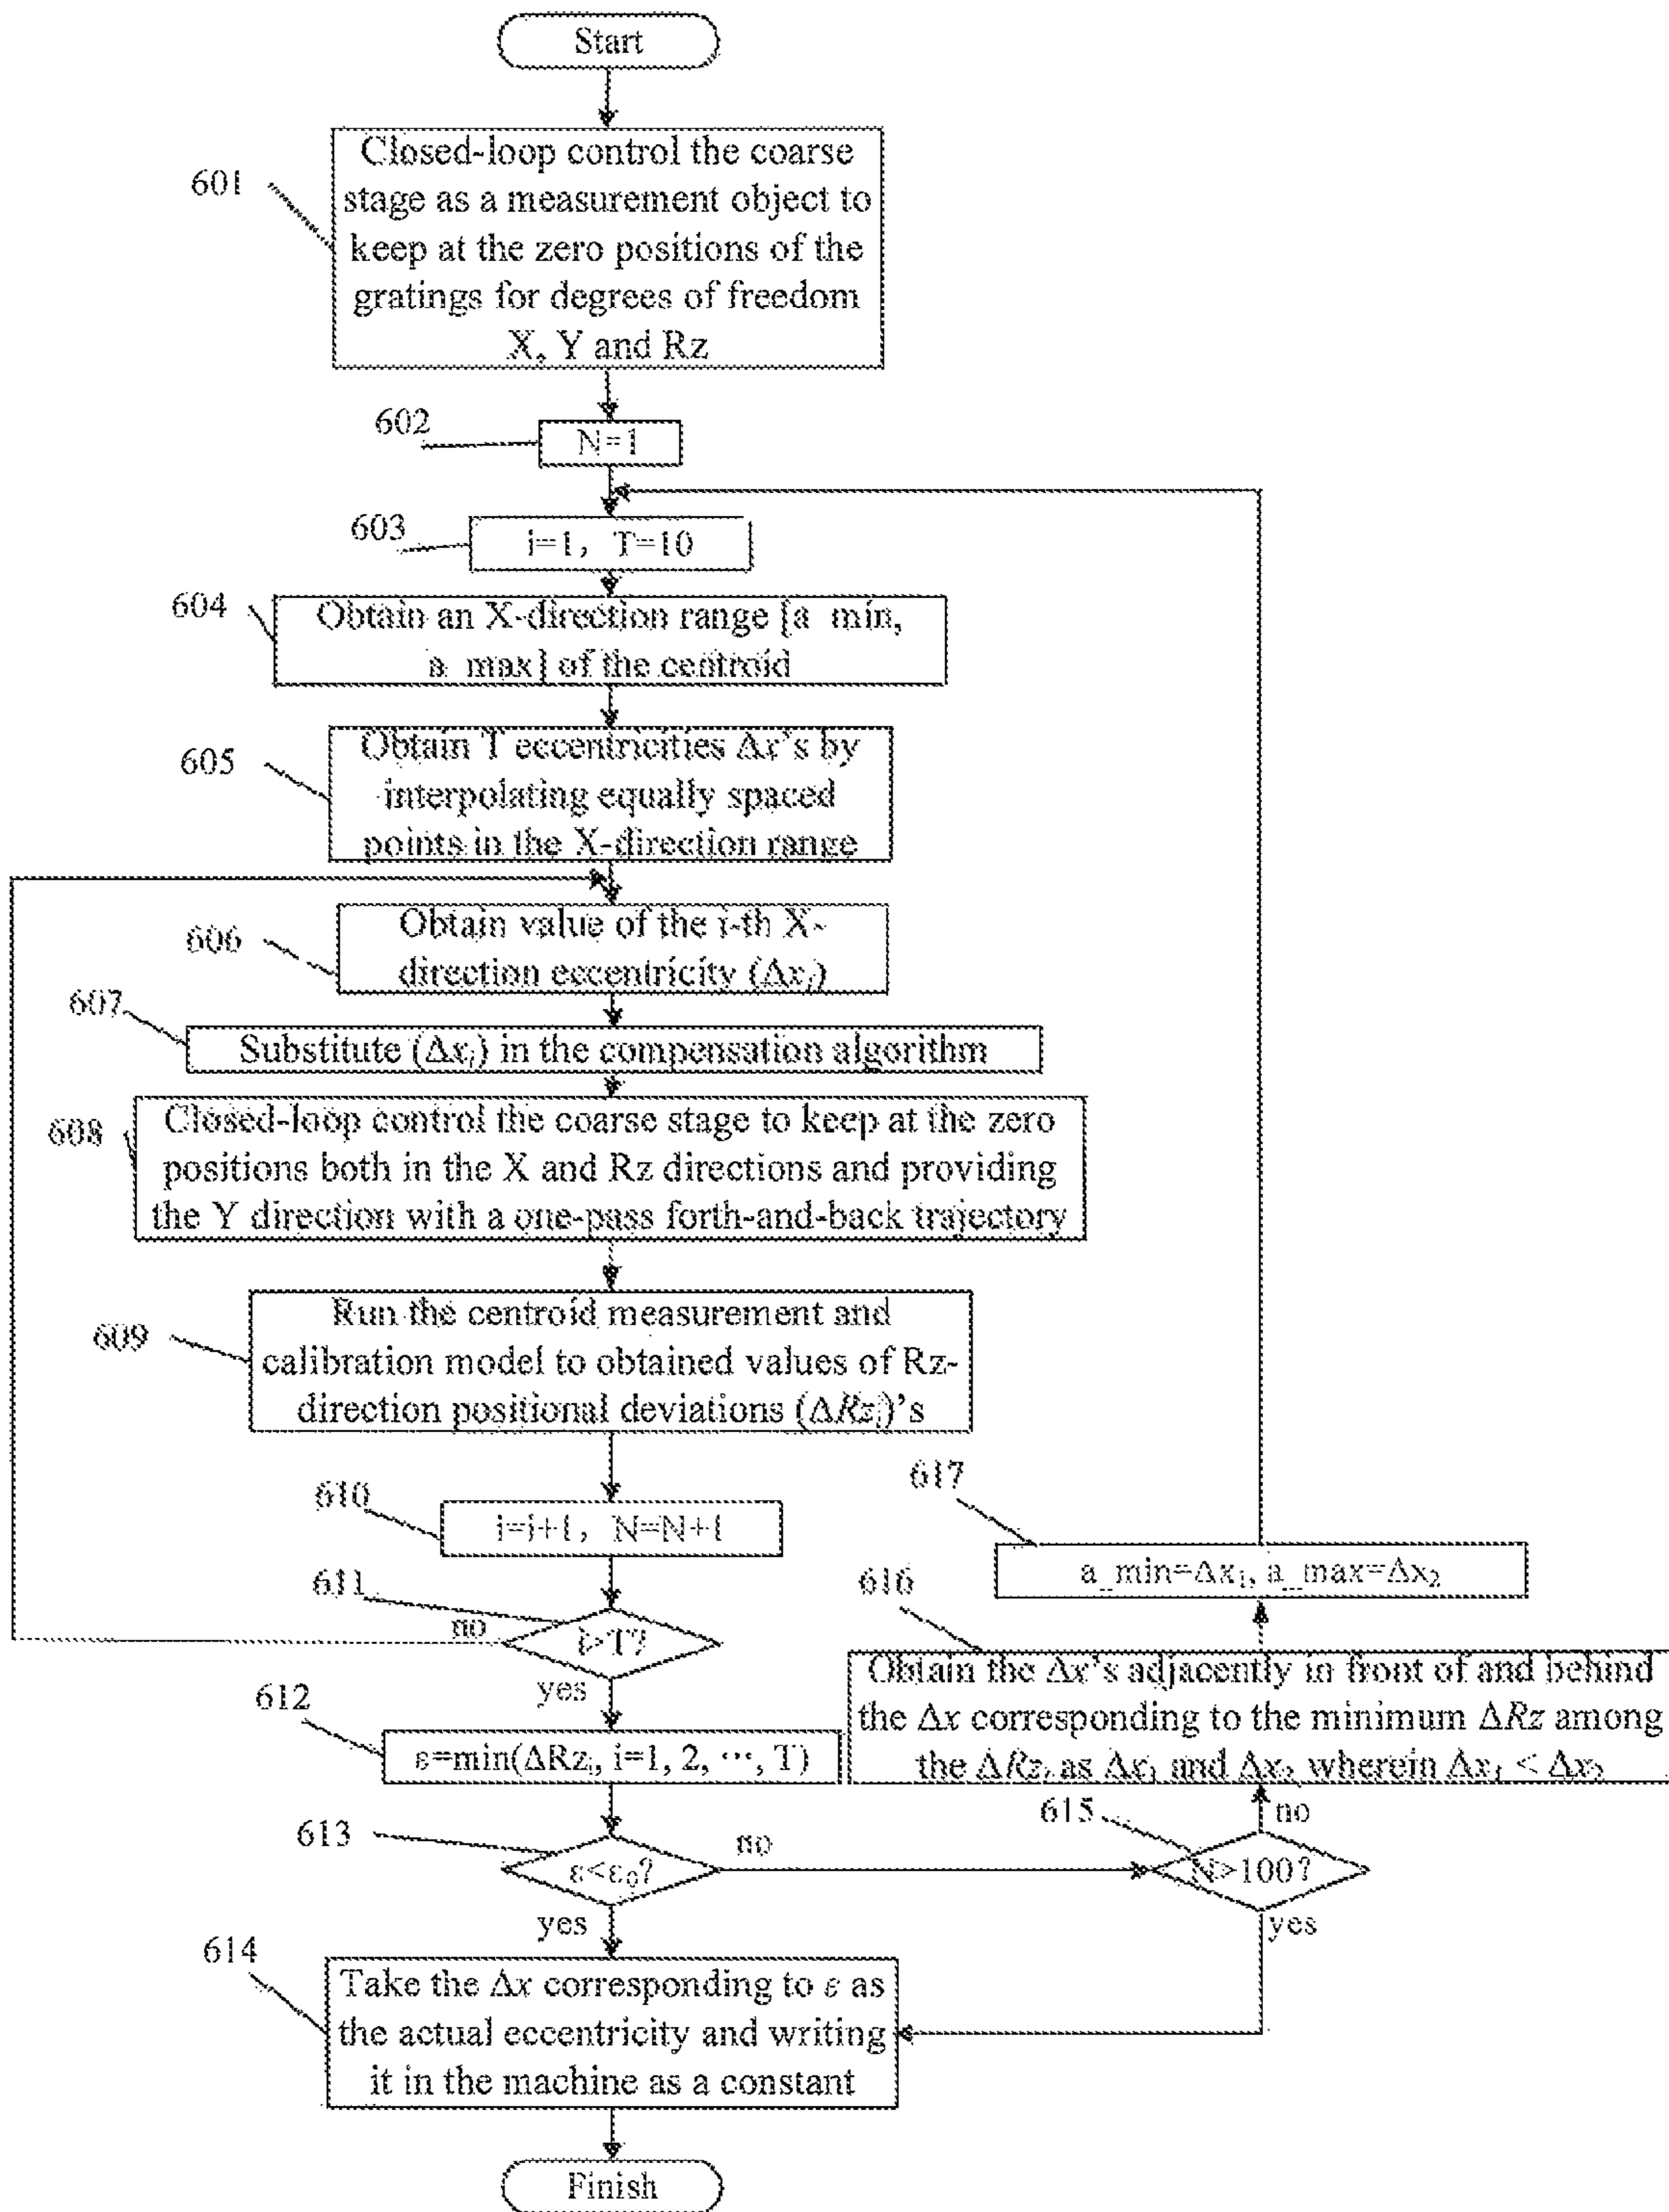 Start
601
Closed-loop control the coarse
stage as a measurement object to
keep at the zero positions of the
gratings for degrees of freedom
X, Y and Rz
602
N=1
603
i=1, T=10
604
Obtain an X-direction range [a_min,
a_max] of the centroid
605
Obtain T eccentricities Δx's by
interpolating equally spaced
points in the X-direction range
606
Obtain value of the i-th X-
direction eccentricity (Δxᵢ)
607
Substitute (Δxᵢ) in the compensation algorithm
608
Closed-loop control the coarse stage to keep at the zero
positions both in the X and Rz directions and providing
the Y direction with a one-pass forth-and-back trajectory
609
Run the centroid measurement and
calibration model to obtained values of Rz-
direction positional deviations (ΔRzᵢ)'s
610
i=i+1, N=N+1
611
i>T?
no
yes
612
ε=min(ΔRzᵢ, i=1, 2, ···, T)
613
ε<ε₀?
no
yes
614
Take the Δx corresponding to ε as
the actual eccentricity and writing
it in the machine as a constant
Finish
615
N>100?
no
yes
616
Obtain the Δx's adjacently in front of and behind
the Δx corresponding to the minimum ΔRz among
the ΔRzᵢ as Δx₁ and Δx₂, wherein Δx₁ < Δx₂
617
a_min=Δx₁, a_max=Δx₂